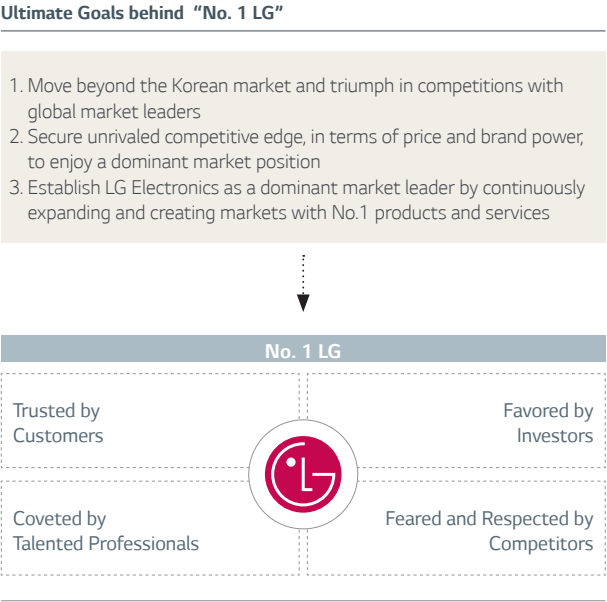 Ultimate Goals behind “No. 1 LG”
1. Move beyond the Korean market and triumph in competitions with
global market leaders
2. Secure unrivaled competitive edge, in terms of price and brand power,
to enjoy a dominant market position
3. Establish LG Electronics as a dominant market leader by continuously
expanding and creating markets with No.1 products and services
No. 1 LG
Trusted by
Customers
Favored by
Investors
Coveted by
Talented Professionals
Feared and Respected by
Competitors